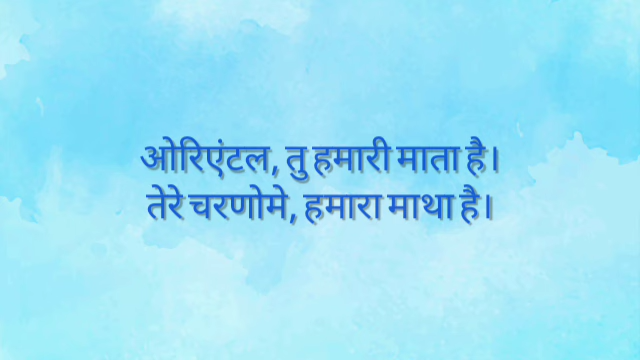 ओरिएंटल, तु हमारी माता है।
तेरे चरणोमे, हमारा माथा है।